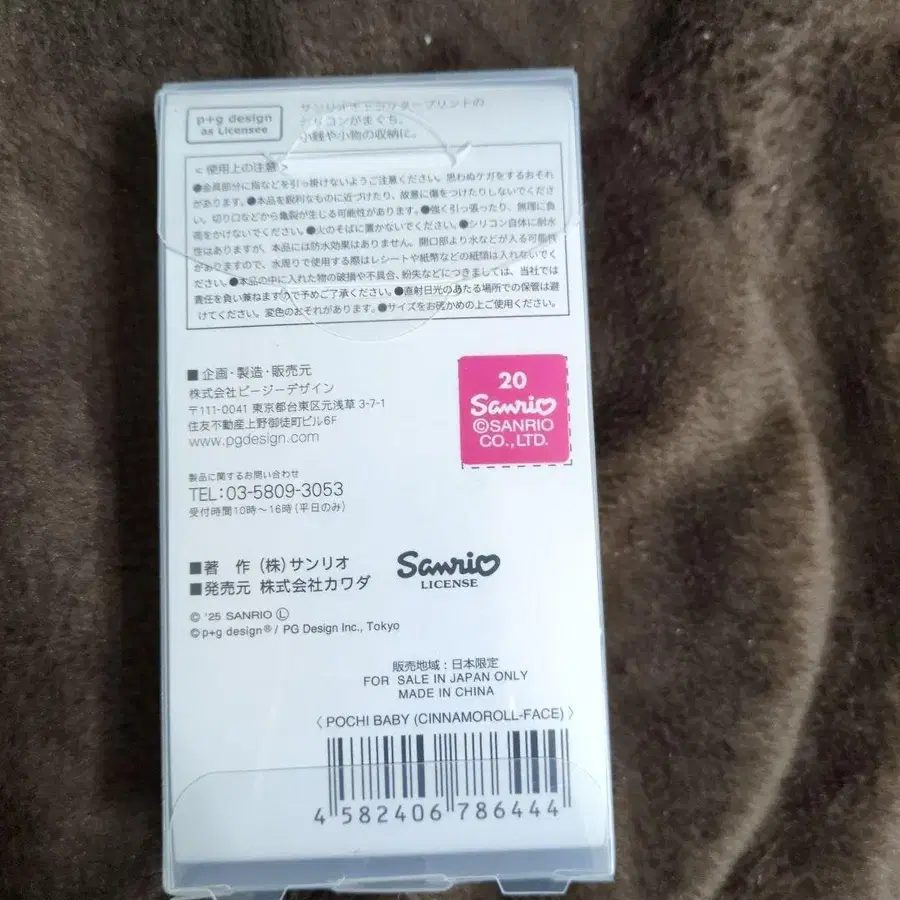 p+g design
as Licensee
サンリオキャラクタープリントの
シリコンがまぐち。
小銭や小物の収納に。
<使用上の注意>
●金具部分に指などを引っ掛けないようご注意ください。思わぬケガをするおそれ
があります。●本品を鋭利なものに近づけたり、故意に傷をつけたりしないでくださ
い。切り口などから亀裂が生じる可能性があります。●強く引っ張ったり、無理に負
荷をかけないでください。●火のそばに置かないでください。●シリコン自体に耐水
性はありますが、本品には防水効果はありません。開口部より水などが入る可能性
がありますので、水周りで使用する際はレシートや紙幣などの紙類は入れないでく
ださい。●本品の中に入れた物の破損や不具合、紛失などにつきましては、当社では
責任を負い兼ねますので予めご了承ください。●直射日光のあたる場所での保管は避
けてください。変色のおそれがあります。●サイズをお確かめの上ご使用ください。
■企画・製造・販売元
株式会社ピージーデザイン
〒111-0041 東京都台東区元浅草 3-7-1
住友不動産上野御徒町ビル6F
www.pgdesign.com
20
Sanrio
©SANRIO
CO.,LTD.
製品に関するお問い合わせ
TEL:03-5809-3053
受付時間10時～16時(平日のみ)
■著 作 (株)サンリオ
■発売元 株式会社カワダ
Sanrio
LICENSE
© '25 SANRIO Ⓛ
©p+g design®/ PG Design Inc., Tokyo
販売地域:日本限定
FOR SALE IN JAPAN ONLY
MADE IN CHINA
〈 POCHI BABY (CINNAMOROLL-FACE) 〉
4 582406 786444